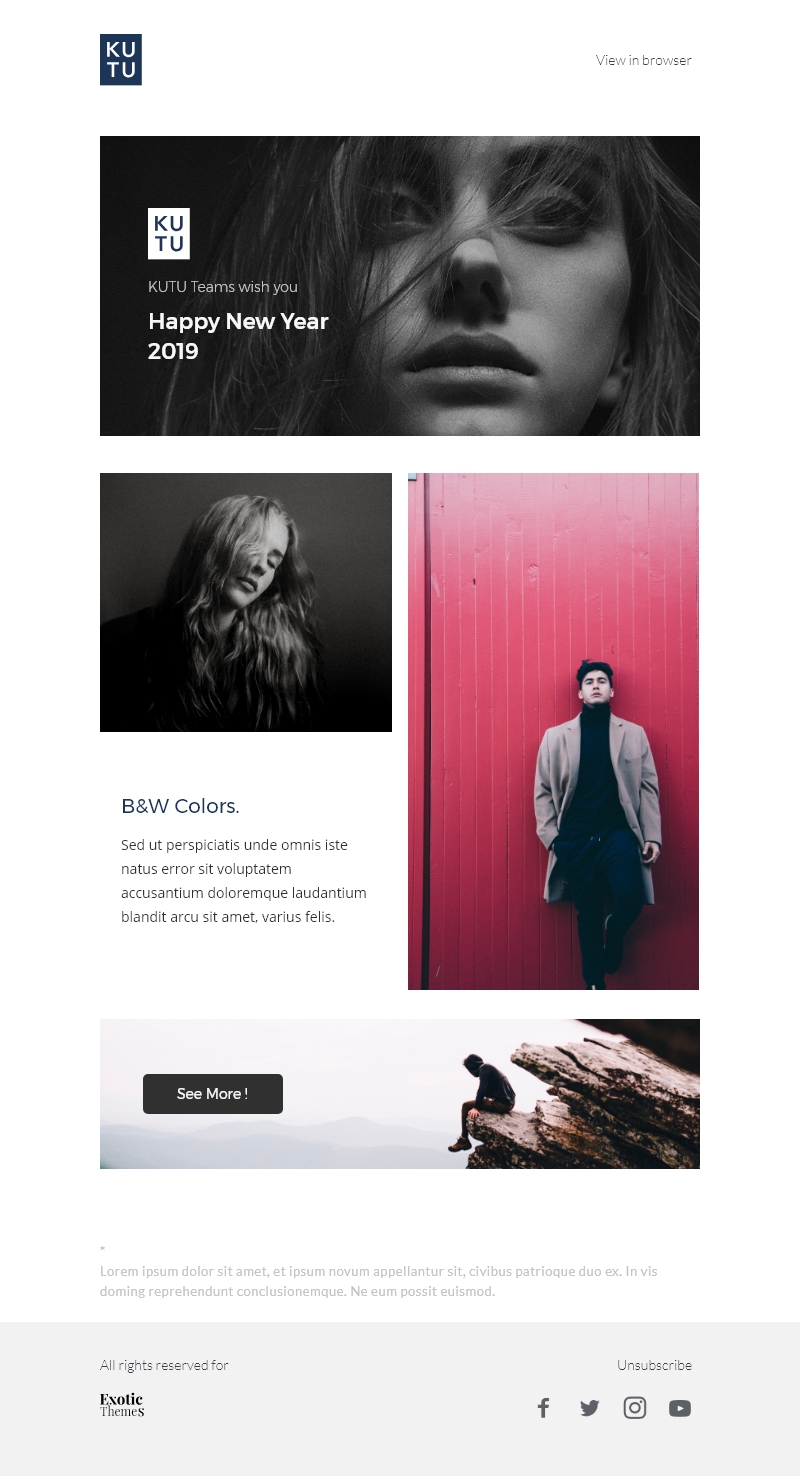 KU
TU
View in browser
KU
TU
KUTU Teams wish you
Happy New Year
2019
B&W Colors.
Sed ut perspiciatis unde omnis iste
natus error sit voluptatem
accusantium doloremque laudantium
blandit arcu sit amet, varius felis.
See More !
*
Lorem ipsum dolor sit amet, et ipsum novum appellantur sit, civibus patrioque duo ex. In vis
doming reprehendunt conclusionemque. Ne eum possit euismod.
All rights reserved for
Unsubscribe
Exotic
ThemeS